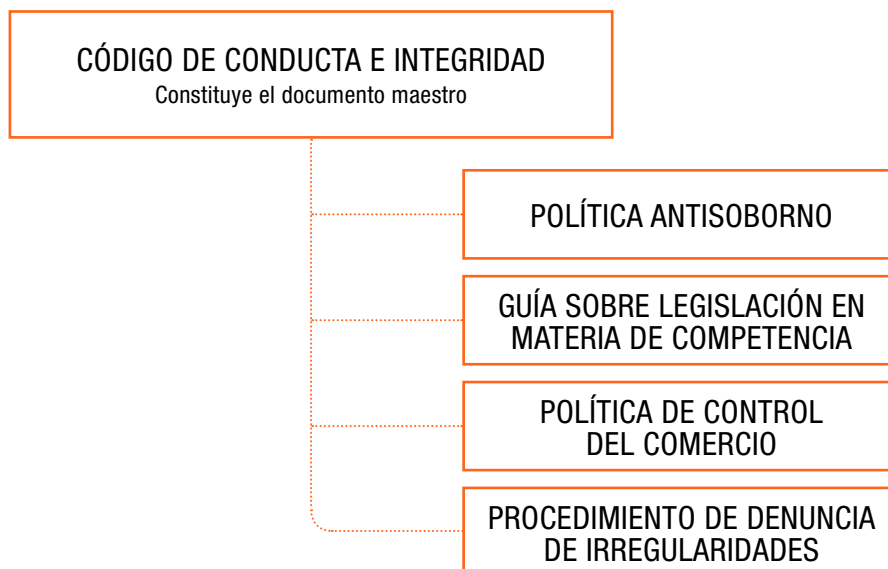 CÓDIGO DE CONDUCTA E INTEGRIDAD
Constituye el documento maestro
POLÍTICA ANTISOBORNO
GUÍA SOBRE LEGISLACIÓN EN
MATERIA DE COMPETENCIA
POLÍTICA DE CONTROL
DEL COMERCIO
PROCEDIMIENTO DE DENUNCIA
DE IRREGULARIDADES